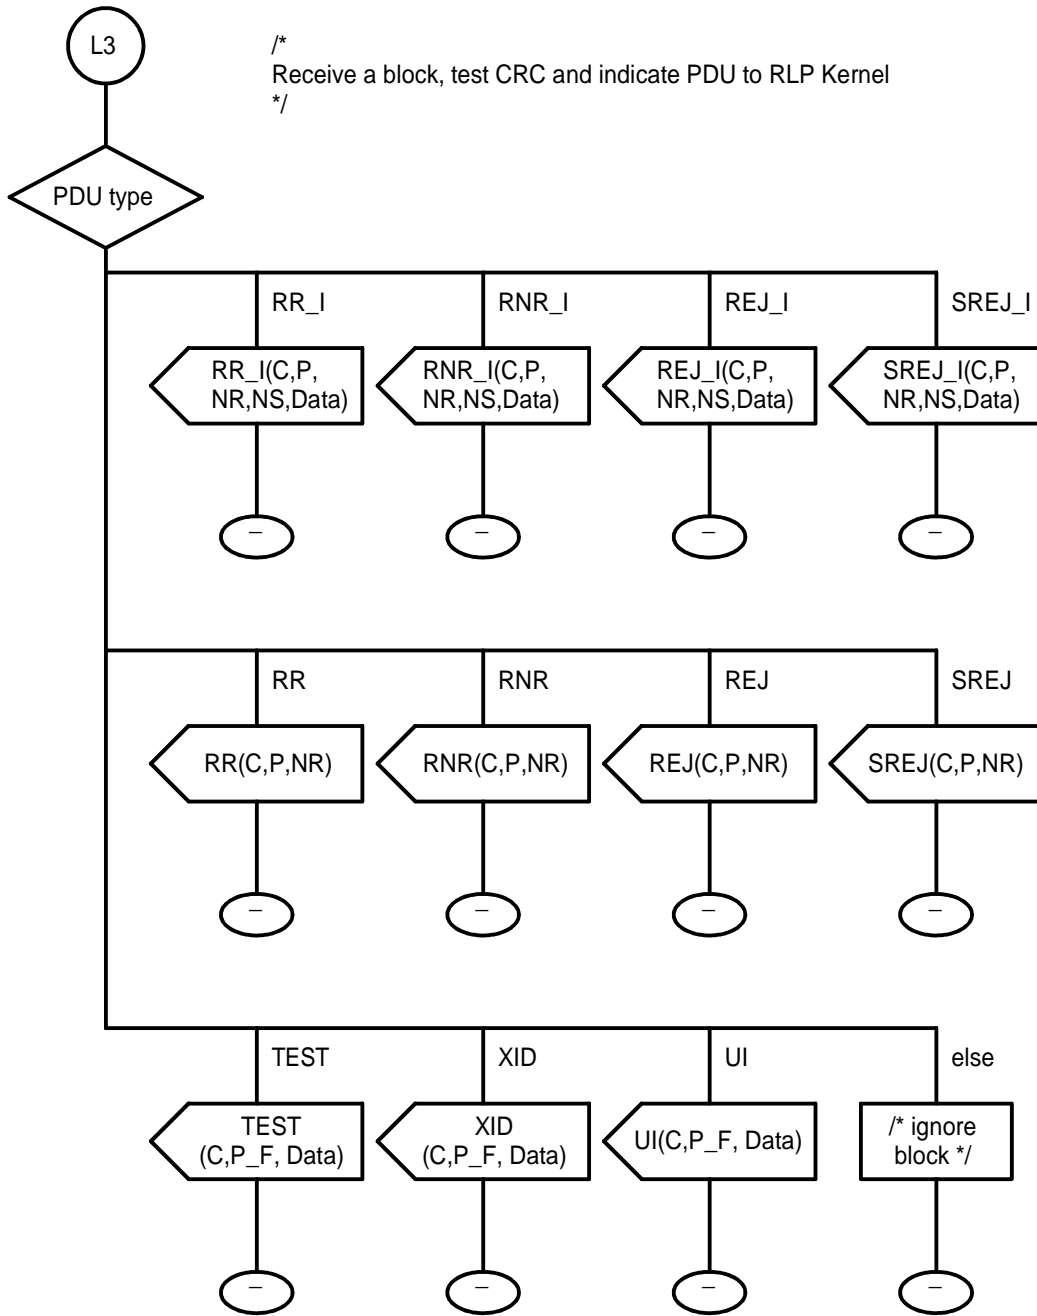 L3
/*
Receive a block, test CRC and indicate PDU to RLP Kernel
*/
PDU type
RR_I
RNR_I
REJ_I
SREJ_I
RR_I(C,P,
NR,NS,Data)
RNR_I(C,P,
NR,NS,Data)
REJ_I(C,P,
NR,NS,Data)
SREJ_I(C,P,
NR,NS,Data)
–
–
–
–
RR
RNR
REJ
SREJ
RR(C,P,NR)
RNR(C,P,NR)
REJ(C,P,NR)
SREJ(C,P,NR)
–
–
–
–
TEST
XID
UI
else
TEST
(C,P_F, Data)
XID
(C,P_F, Data)
UI(C,P_F, Data)
/* ignore
block */
–
–
–
–